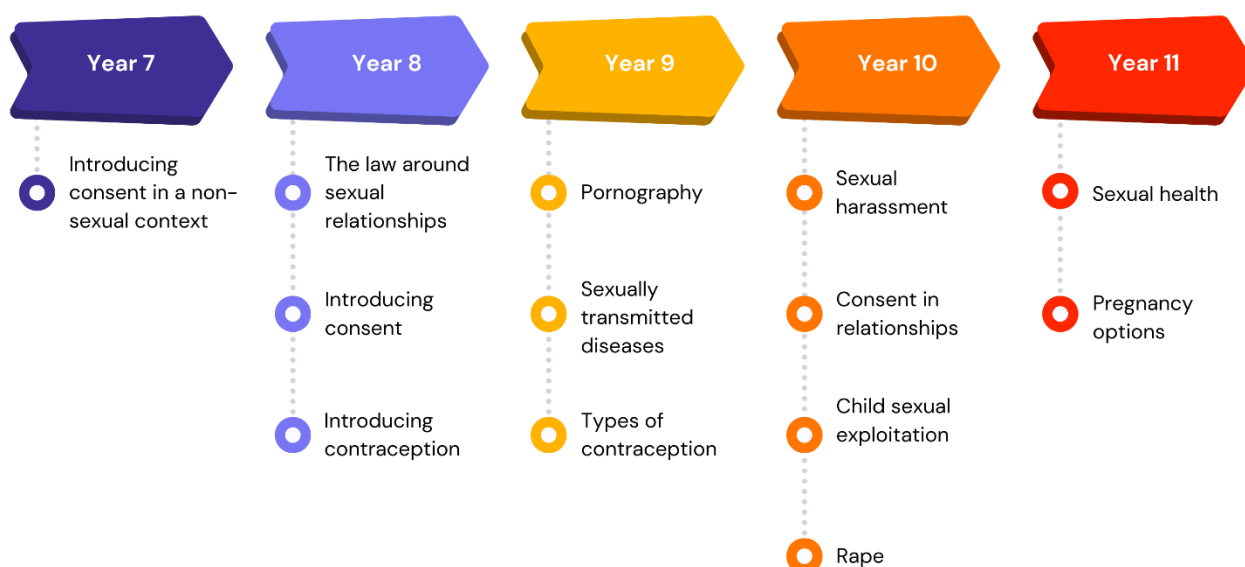 Year 7
Introducing
consent in a non-
sexual context
Year 8
The law around
sexual
relationships
Introducing
consent
Introducing
contraception
Year 9
Pornography
Sexually
transmitted
diseases
Types of
contraception
Year 10
Sexual
harassment
Consent in
relationships
Child sexual
exploitation
Rape
Year 11
Sexual health
Pregnancy
options